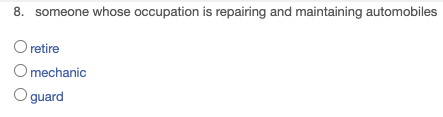 8. someone whose occupation is repairing and maintaining automobiles
retire
mechanic
guard